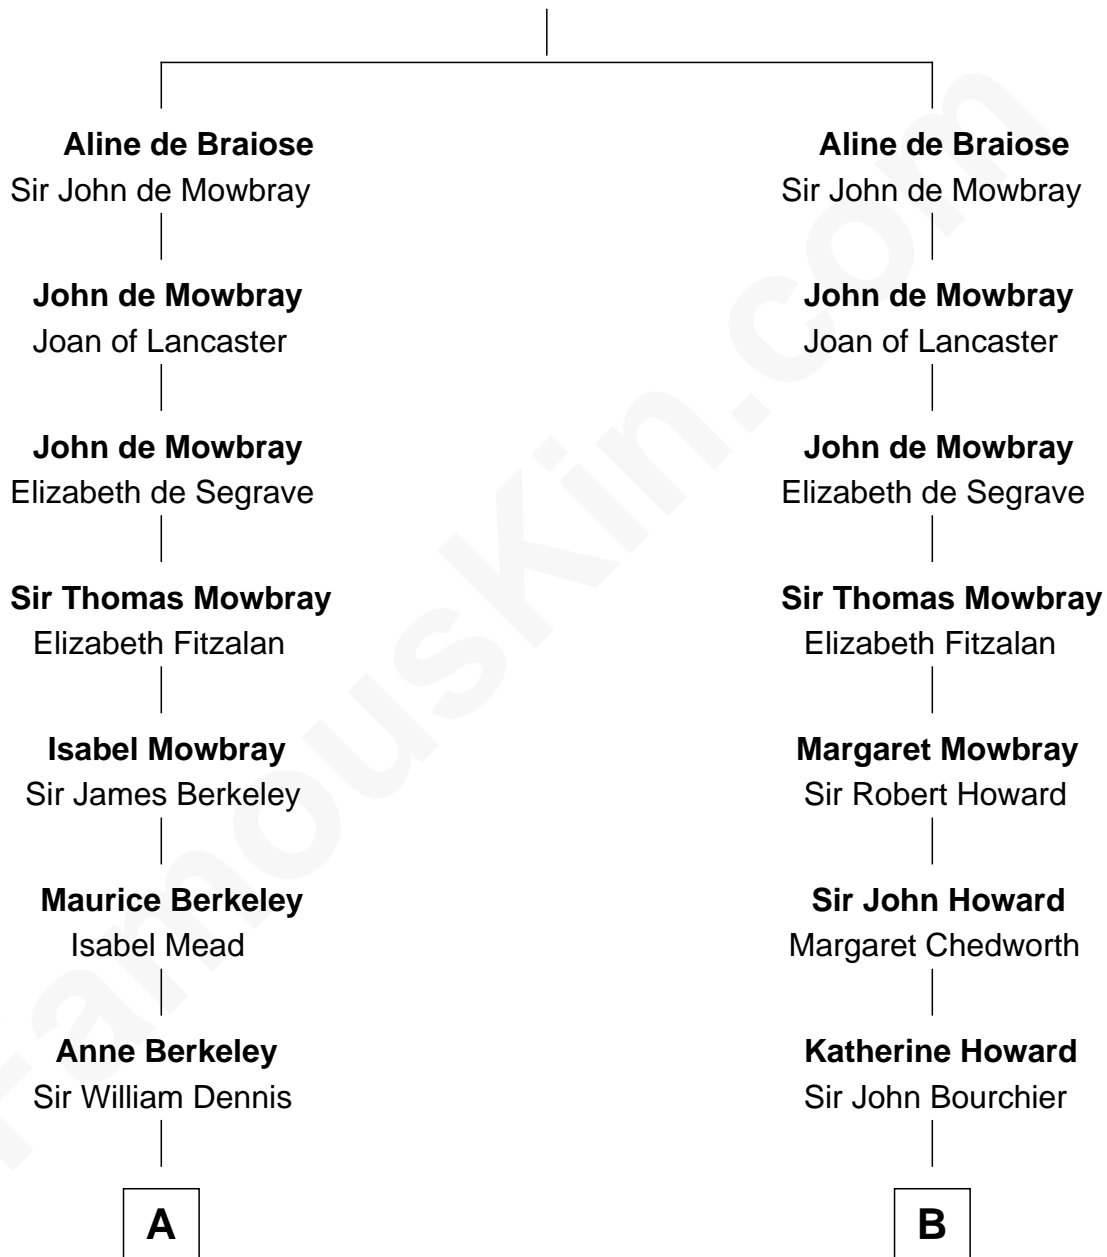 Aline de Braiose
Sir John de Mowbray
John de Mowbray
Joan of Lancaster
John de Mowbray
Elizabeth de Segrave
Sir Thomas Mowbray
Elizabeth Fitzalan
Isabel Mowbray
Sir James Berkeley
Maurice Berkeley
Isabel Mead
Anne Berkeley
Sir William Dennis
A
Aline de Braiose
Sir John de Mowbray
John de Mowbray
Joan of Lancaster
John de Mowbray
Elizabeth de Segrave
Sir Thomas Mowbray
Elizabeth Fitzalan
Margaret Mowbray
Sir Robert Howard
Sir John Howard
Margaret Chedworth
Katherine Howard
Sir John Bourchier
B
FamousKin.com